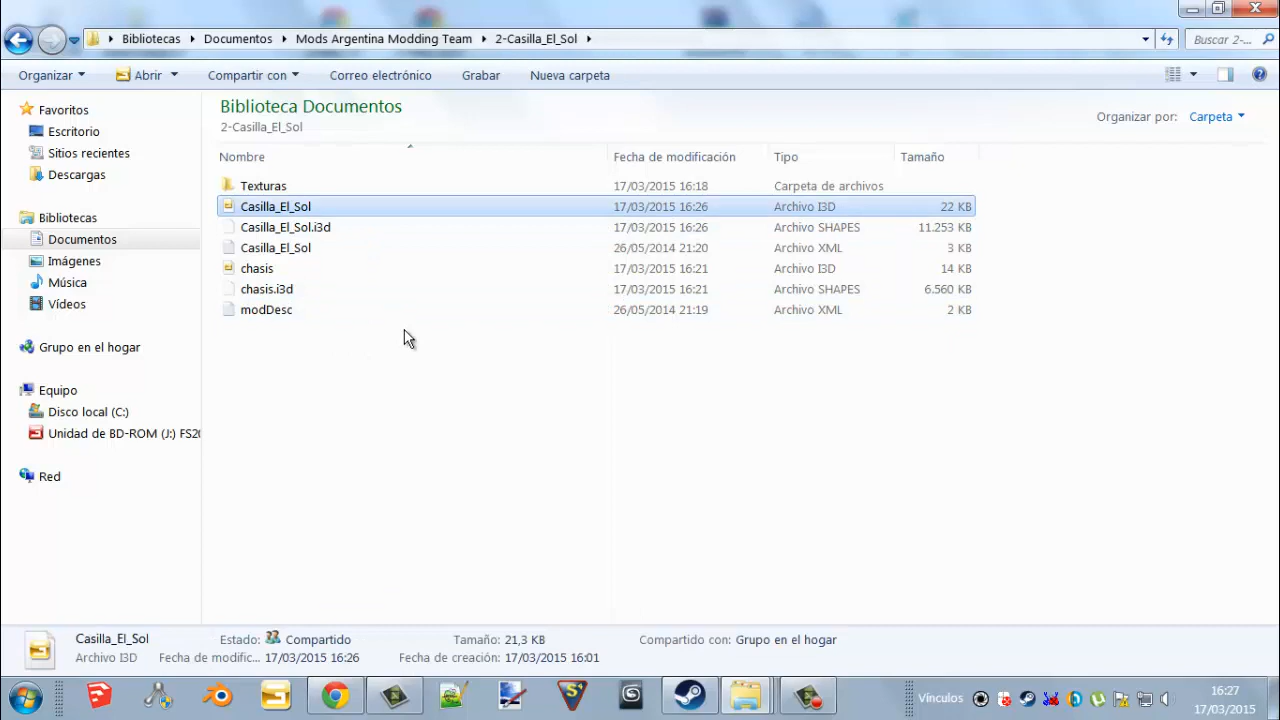 Bibliotecas Documentos Mods Argentina Modding Team 2-Casilla_El_Sol Buscar 2-...
Organizar Abrir Compartir con Correo electrónico Grabar Nueva carpeta
Favoritos
Escritorio
Sitios recientes
Descargas
Bibliotecas
Documentos
Imágenes
Música
Vídeos
Grupo en el hogar
Equipo
Disco local (C:)
Unidad de BD-ROM (J:) FS20
Red
Biblioteca Documentos
2-Casilla_El_Sol
Organizar por: Carpeta
Nombre Fecha de modificación Tipo Tamaño
Texturas 17/03/2015 16:18 Carpeta de archivos
Casilla_El_Sol 17/03/2015 16:26 Archivo I3D 22 KB
Casilla_El_Sol.i3d 17/03/2015 16:26 Archivo SHAPES 11.253 KB
Casilla_El_Sol 26/05/2014 21:20 Archivo XML 3 KB
chasis 17/03/2015 16:21 Archivo I3D 14 KB
chasis.i3d 17/03/2015 16:21 Archivo SHAPES 6.560 KB
modDesc 26/05/2014 21:19 Archivo XML 2 KB
Casilla_El_Sol Estado: Compartido Tamaño: 21,3 KB Compartido con: Grupo en el hogar
Archivo I3D Fecha de modific... 17/03/2015 16:26 Fecha de creación: 17/03/2015 16:01
Vínculos 16:27
17/03/2015